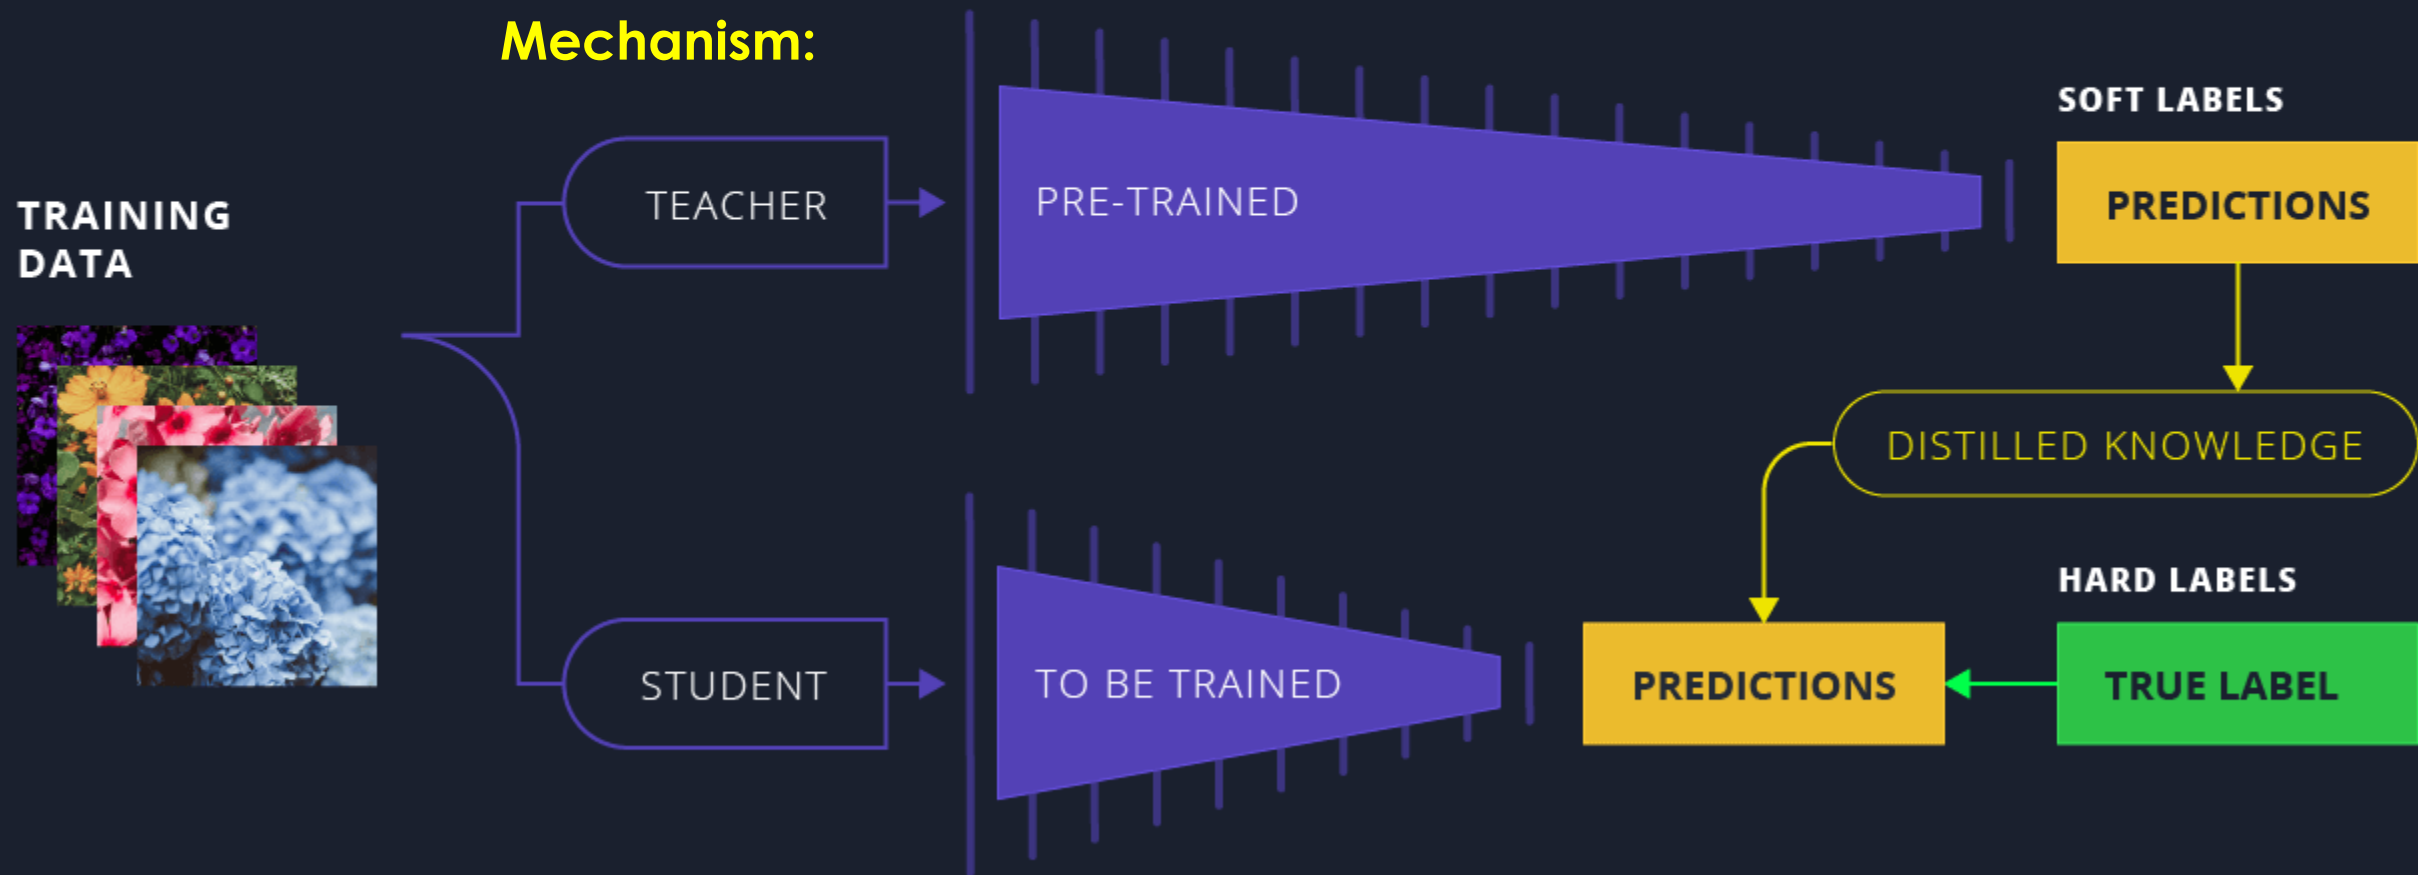 Mechanism:
TRAINING
DATA
TEACHER
PRE-TRAINED
SOFT LABELS
PREDICTIONS
DISTILLED KNOWLEDGE
STUDENT
TO BE TRAINED
PREDICTIONS
HARD LABELS
TRUE LABEL